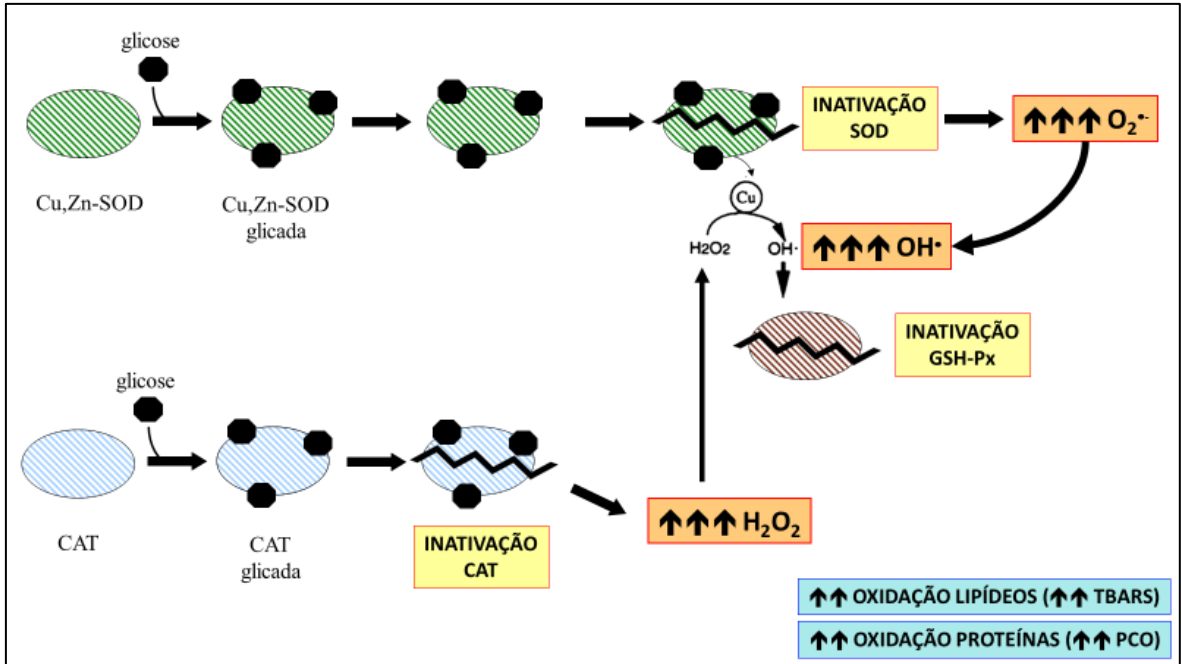 glicose
Cu,Zn-SOD
Cu,Zn-SOD
glicada
INATIVAÇÃO
SOD
↑↑↑ O₂•-
Cu
H2O2
OH·
↑↑↑ OH•
INATIVAÇÃO
GSH-Px
glicose
CAT
CAT
glicada
INATIVAÇÃO
CAT
↑↑↑ H₂O₂
↑↑ OXIDAÇÃO LIPÍDEOS (↑↑ TBARS)
↑↑ OXIDAÇÃO PROTEÍNAS (↑↑ PCO)